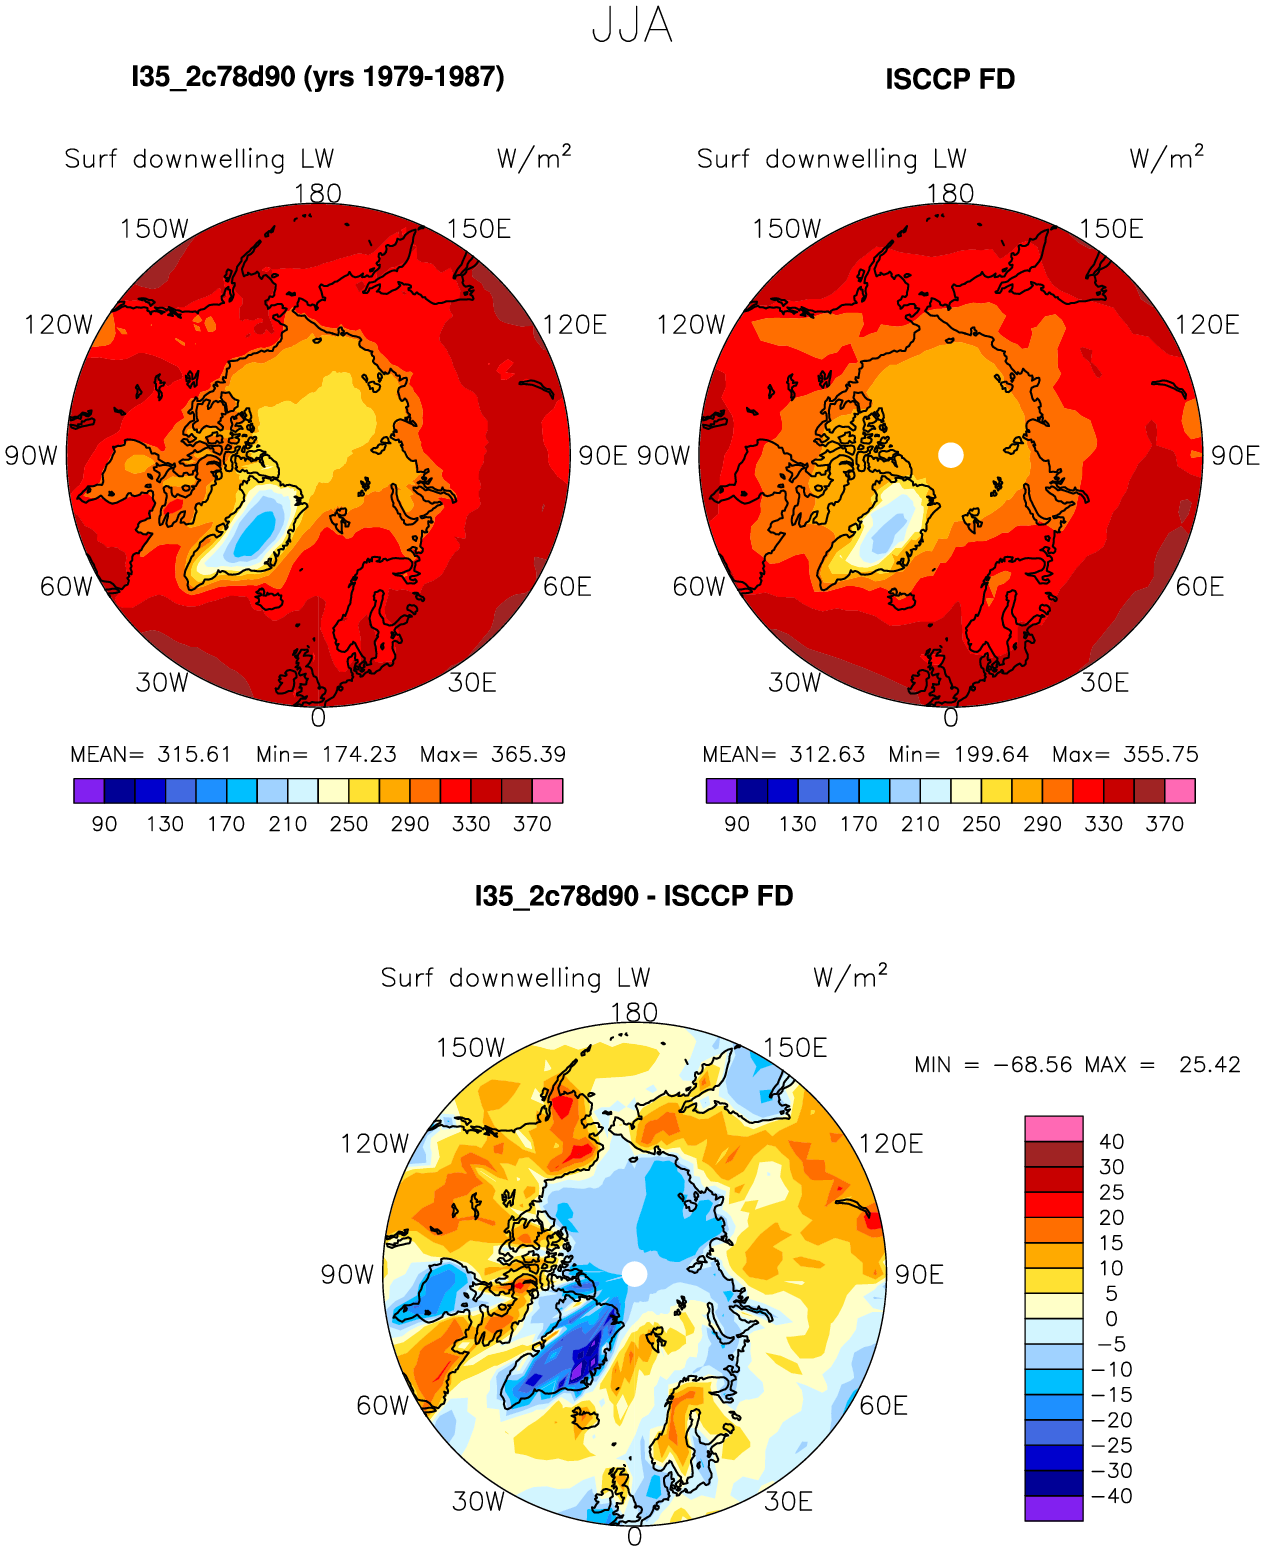 JJA
I35_2c78d90 (yrs 1979-1987)
ISCCP FD
Surf downwelling LW W/m²
Surf downwelling LW W/m²
180
180
150W 150E
150W 150E
120W 120E
120W 120E
90W 90E
90W 90E
60W 60E
60W 60E
30W 30E
30W 30E
0
0
MEAN= 315.61 Min= 174.23 Max= 365.39
MEAN= 312.63 Min= 199.64 Max= 355.75
90 130 170 210 250 290 330 370
90 130 170 210 250 290 330 370
I35_2c78d90 - ISCCP FD
Surf downwelling LW W/m²
180
150W 150E
MIN = -68.56 MAX = 25.42
120W 120E
90W 90E
60W 60E
30W 30E
0
40
30
25
20
15
10
5
0
-5
-10
-15
-20
-25
-30
-40